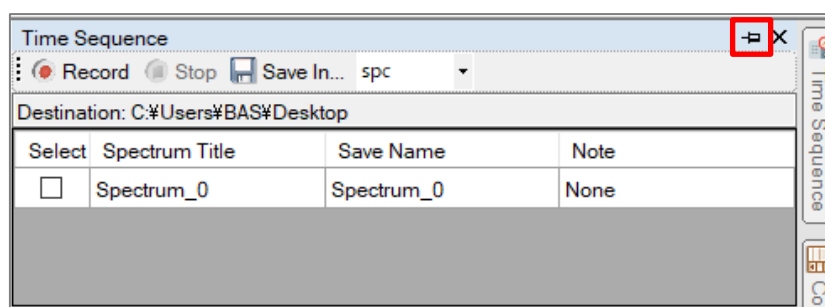 Time Sequence
Record Stop Save In... spc
Destination: C:¥Users¥BAS¥Desktop
Select Spectrum Title Save Name Note
Spectrum_0 Spectrum_0 None
Time Sequence
Co